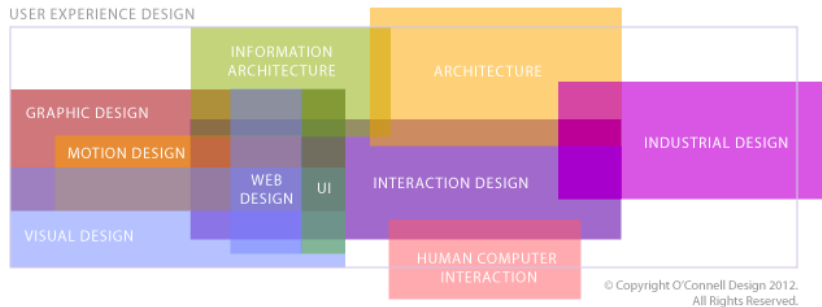 USER EXPERIENCE DESIGN
INFORMATION
ARCHITECTURE
ARCHITECTURE
GRAPHIC DESIGN
MOTION DESIGN
INDUSTRIAL DESIGN
WEB
DESIGN
UI
INTERACTION DESIGN
VISUAL DESIGN
HUMAN COMPUTER
INTERACTION
© Copyright O'Connell Design 2012.
All Rights Reserved.